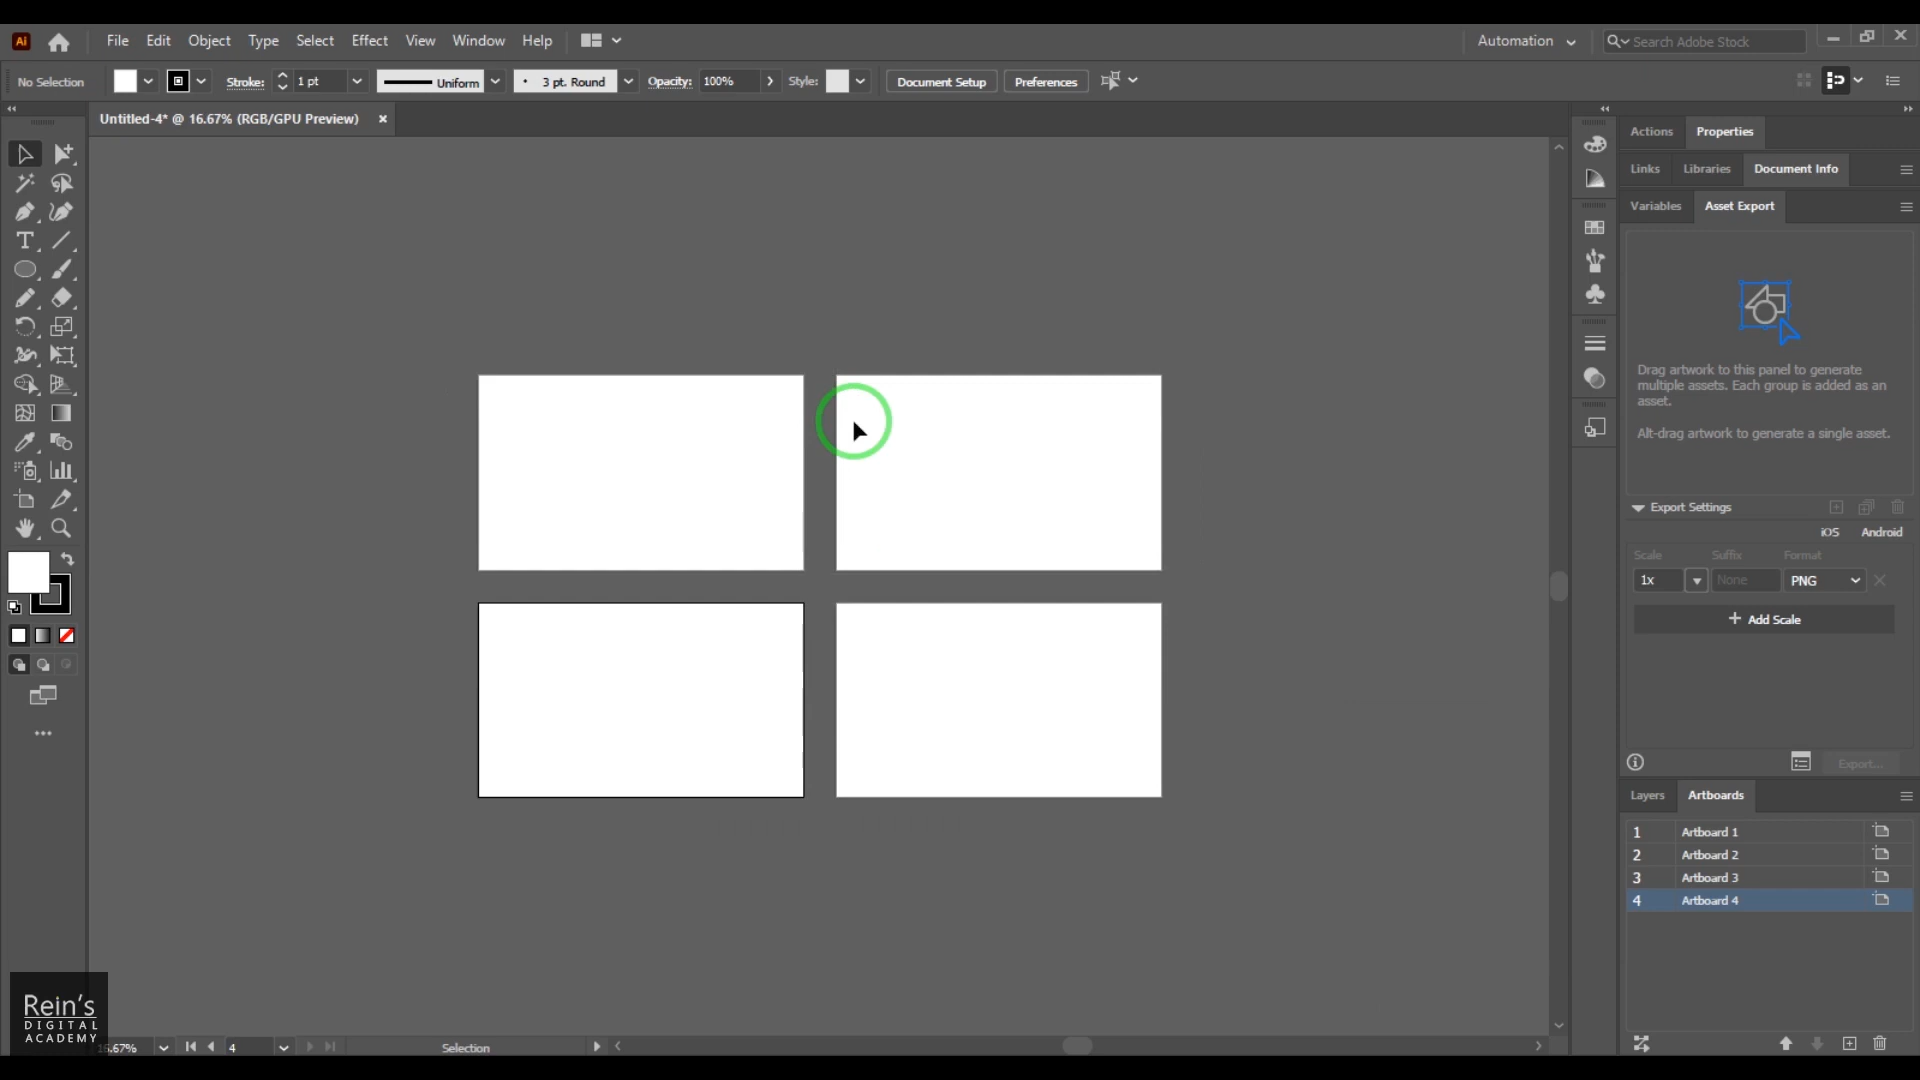 Ai File Edit Object Type Select Effect View Window Help Automation Search Adobe Stock
No Selection Stroke: 1 pt Uniform 3 pt. Round Opacity: 100% Style: Document Setup Preferences
Untitled-4* @ 16.67% (RGB/GPU Preview) ×
Actions Properties
Links Libraries Document Info
Variables Asset Export
Drag artwork to this panel to generate
multiple assets. Each group is added as an
asset.
Alt-drag artwork to generate a single asset.
Export Settings
iOS Android
Scale Suffix Format
1x None PNG
+ Add Scale
Export...
Layers Artboards
1 Artboard 1
2 Artboard 2
3 Artboard 3
4 Artboard 4
Rein's
DIGITAL
ACADEMY
16.67% 4 Selection